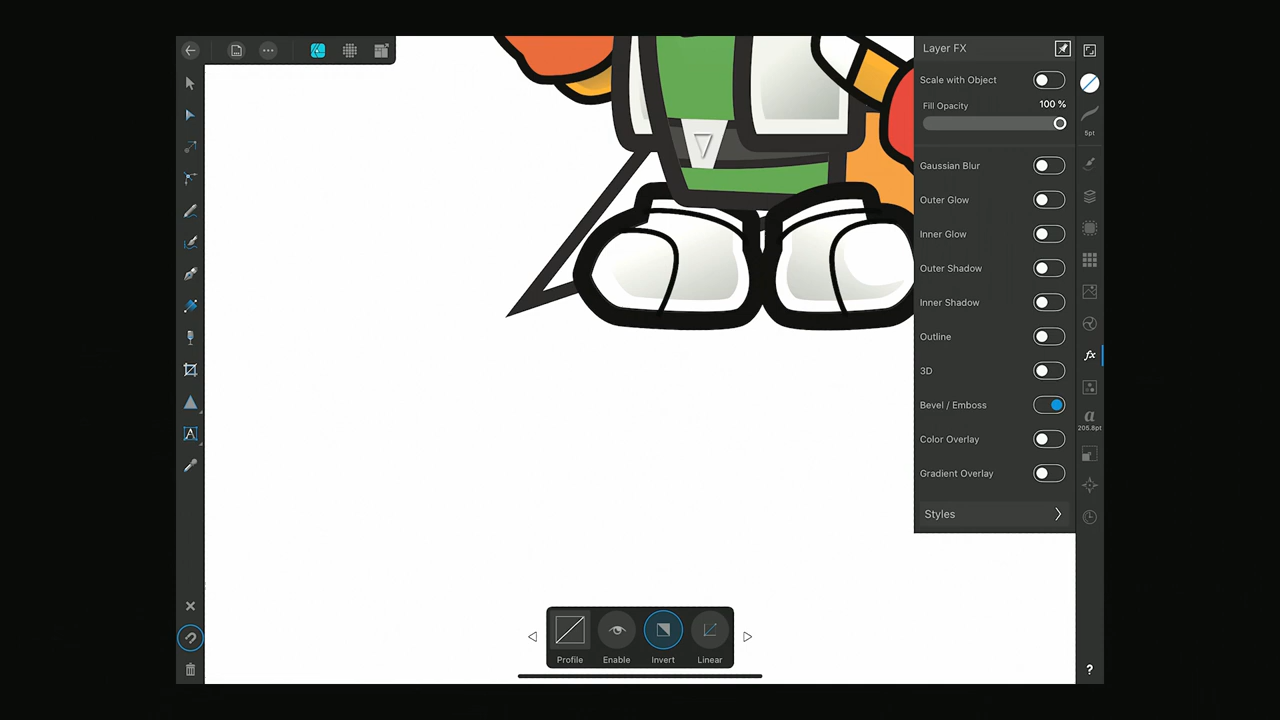 Layer FX
Scale with Object
Fill Opacity 100 %
5pt
Gaussian Blur
Outer Glow
Inner Glow
Outer Shadow
Inner Shadow
Outline
fx
3D
Bevel / Emboss
a
205.8pt
Color Overlay
A
Gradient Overlay
Styles
Profile Enable Invert Linear
?